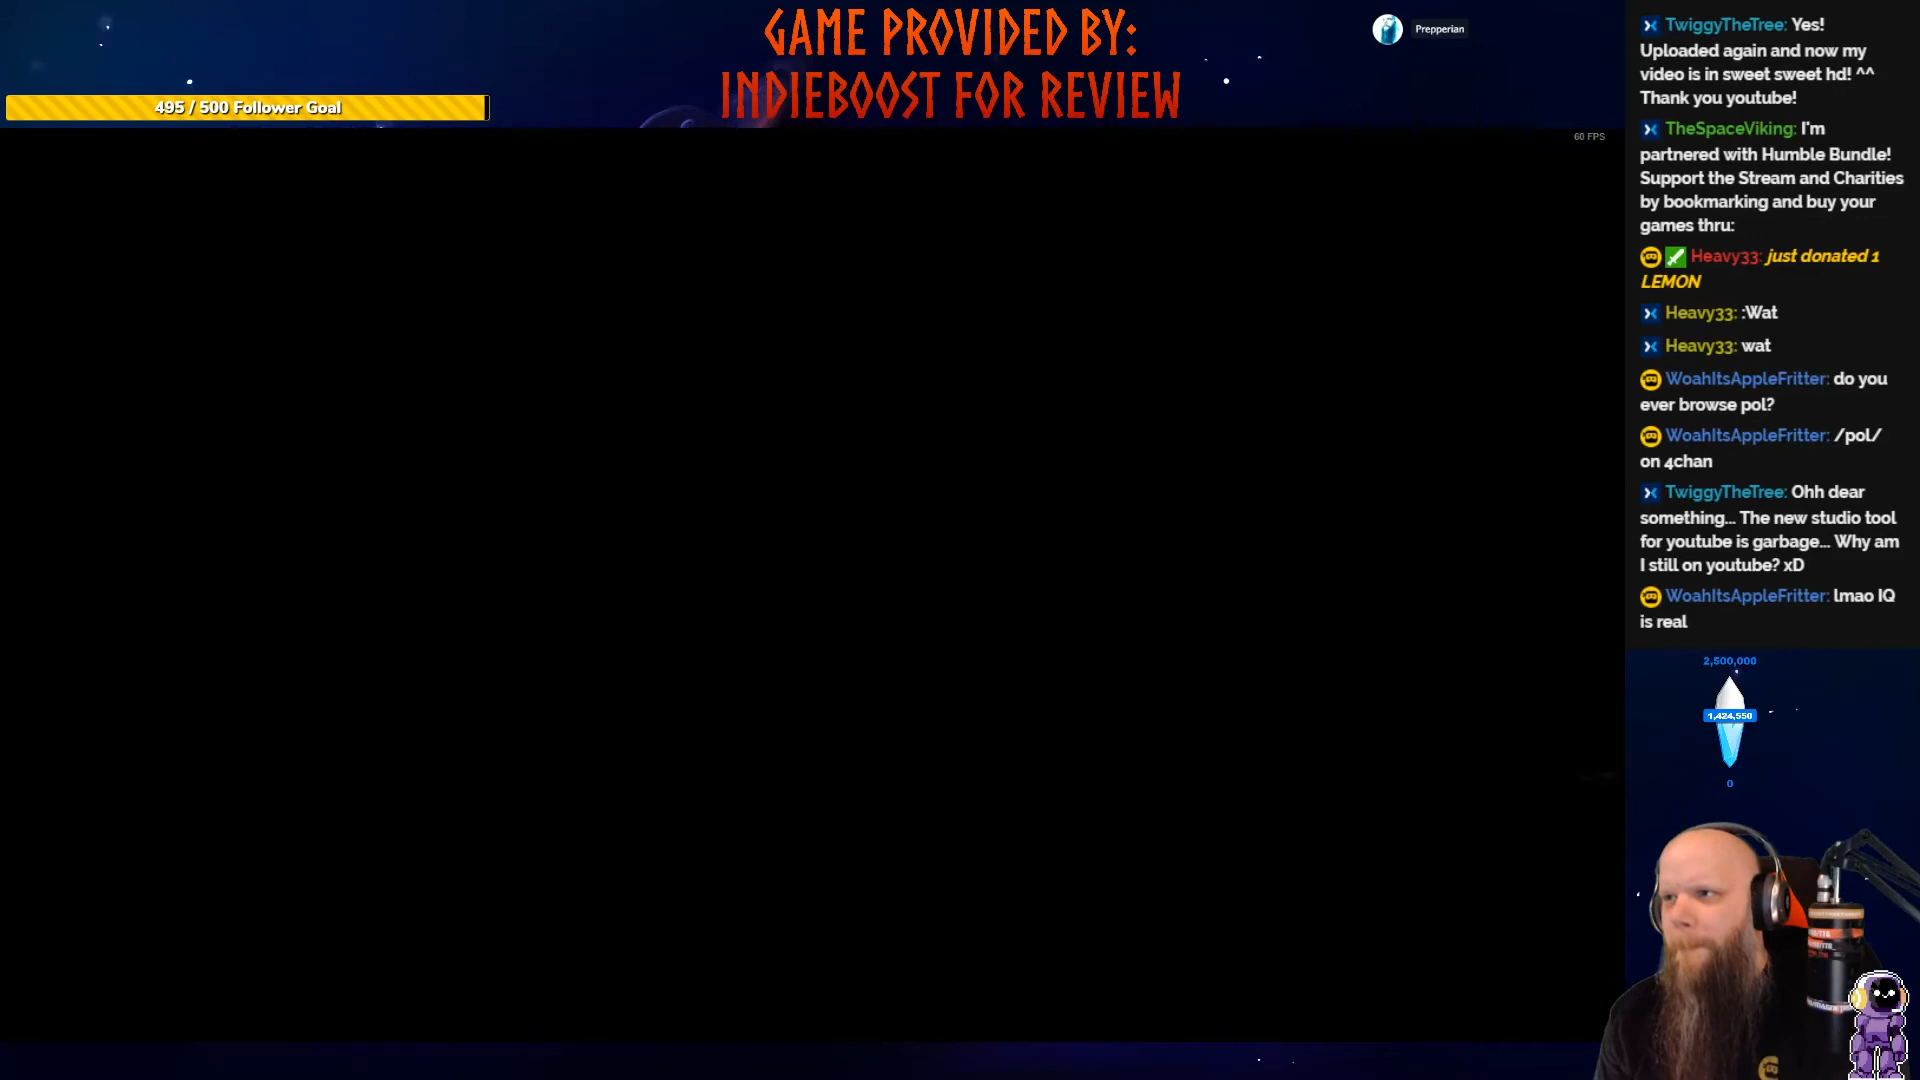 GAME PROVIDED BY:
INDIEBOOST FOR REVIEW
Prepperian
495 / 500 Follower Goal
60 FPS
TwiggyTheTree: Yes!
Uploaded again and now my
video is in sweet sweet hd! ^^
Thank you youtube!
TheSpaceViking: I'm
partnered with Humble Bundle!
Support the Stream and Charities
by bookmarking and buy your
games thru:
Heavy33: just donated 1
LEMON
Heavy33: :Wat
Heavy33: wat
WoahItsAppleFritter: do you
ever browse pol?
WoahItsAppleFritter: /pol/
on 4chan
TwiggyTheTree: Ohh dear
something... The new studio tool
for youtube is garbage... Why am
I still on youtube? xD
WoahItsAppleFritter: lmao IQ
is real
2,500,000
1,424,550
0